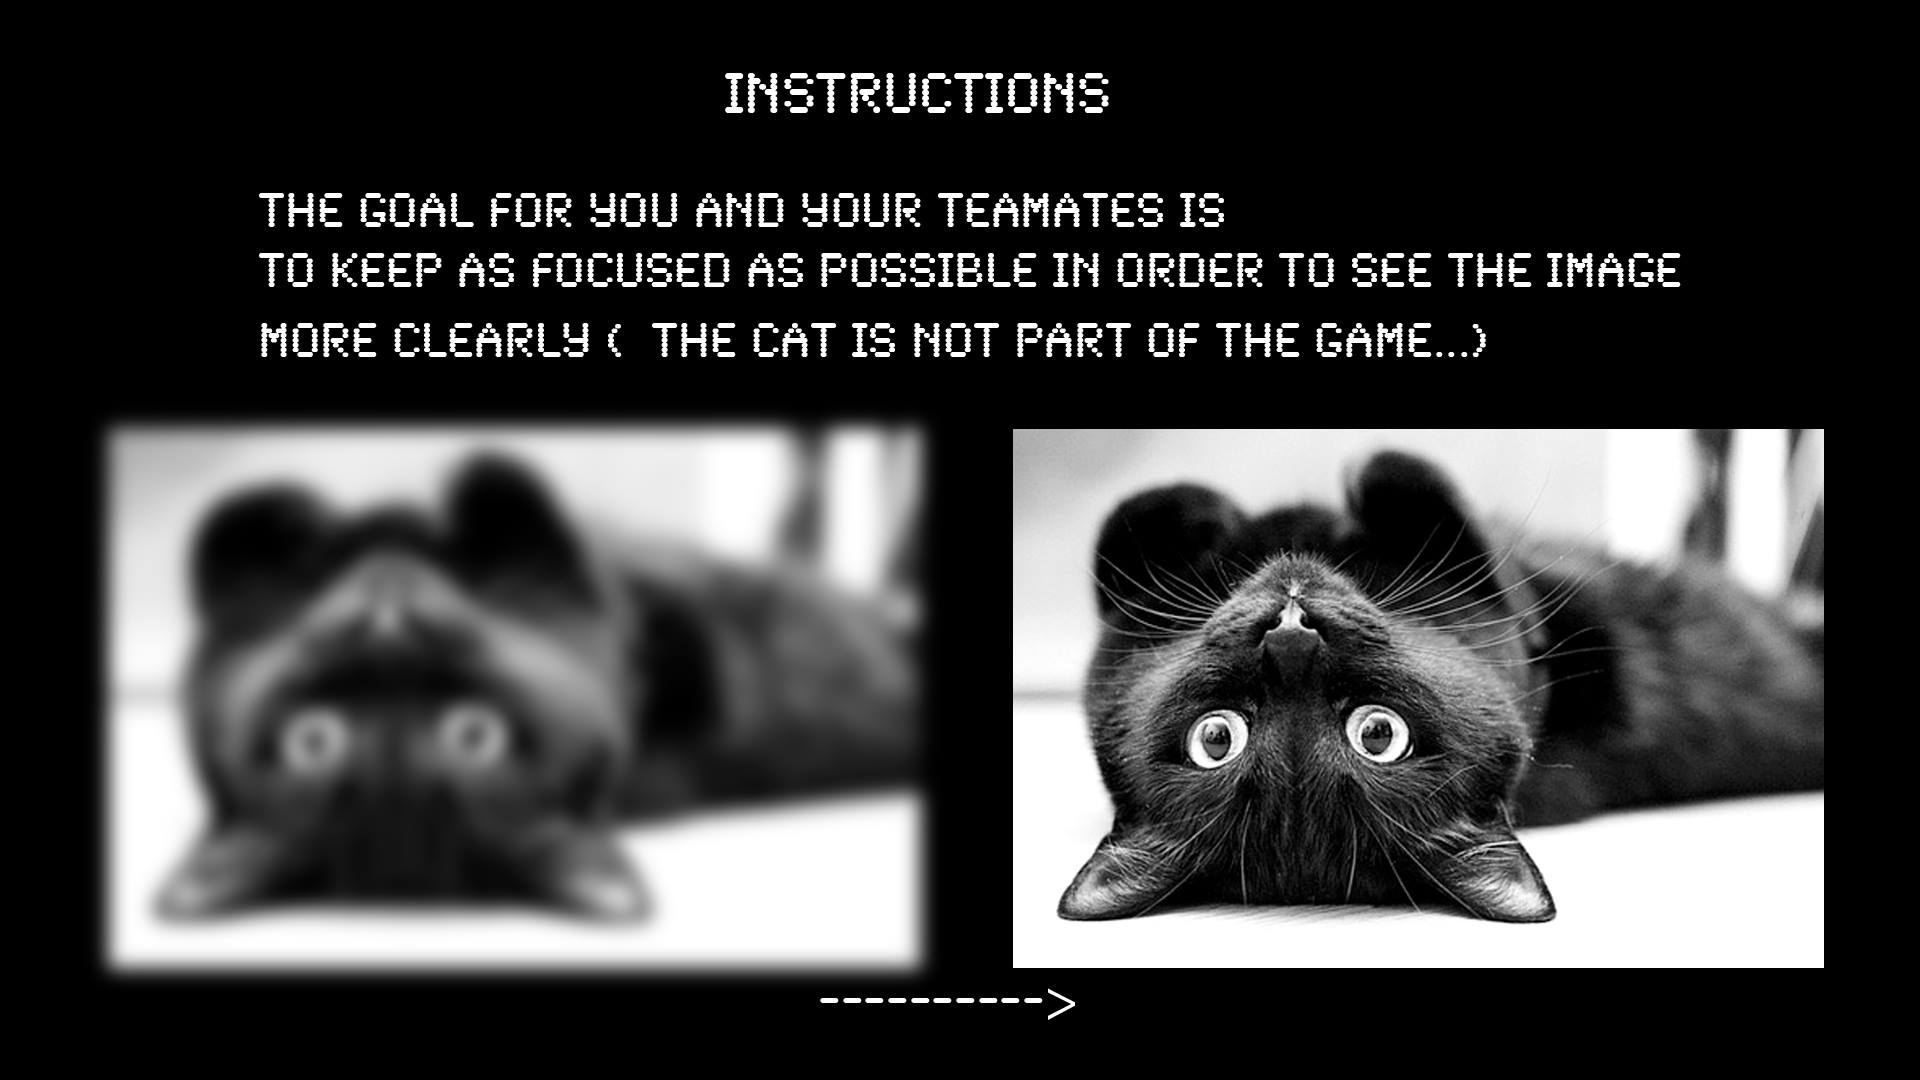 INSTRUCTIONS
THE GOAL FOR YOU AND YOUR TEAMATES IS
TO KEEP AS FOCUSED AS POSSIBLE IN ORDER TO SEE THE IMAGE
MORE CLEARLY (  THE CAT IS NOT PART OF THE GAME...)
---------->